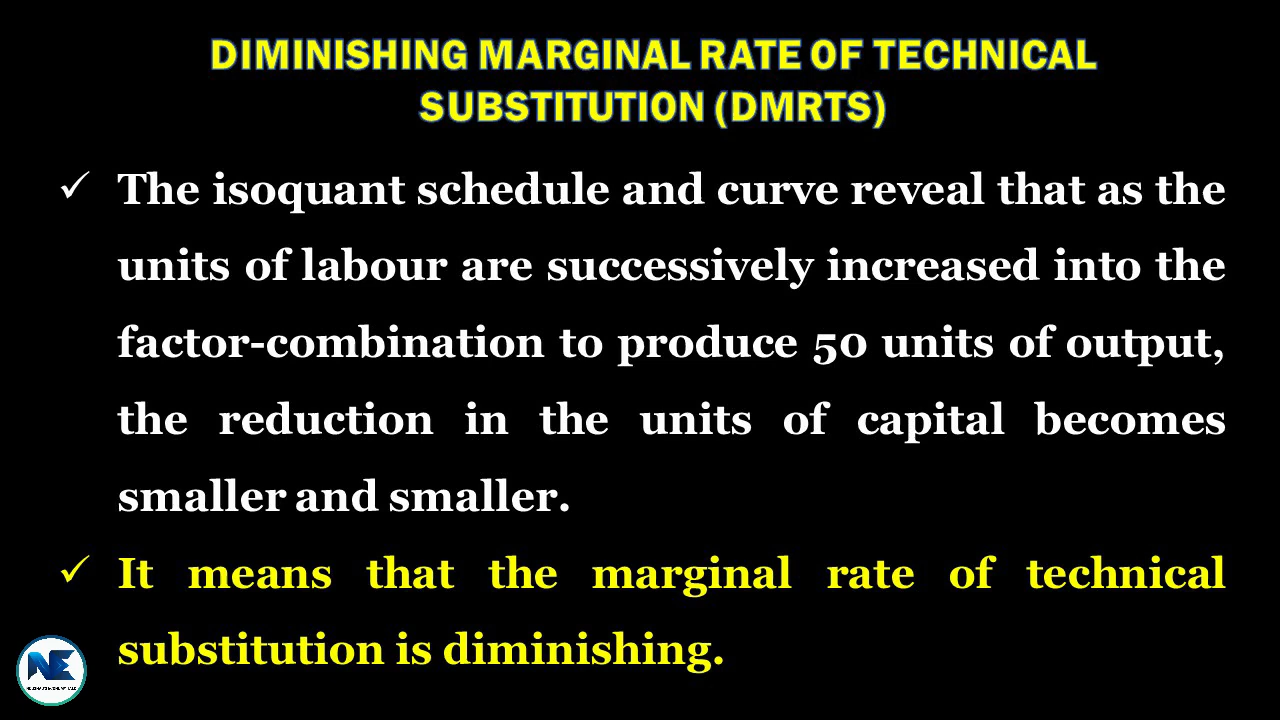 DIMINISHING MARGINAL RATE OF TECHNICAL
SUBSTITUTION (DMRTS)
✓ The isoquant schedule and curve reveal that as the
units of labour are successively increased into the
factor-combination to produce 50 units of output,
the reduction in the units of capital becomes
smaller and smaller.
✓ It means that the marginal rate of technical
substitution is diminishing.
NE